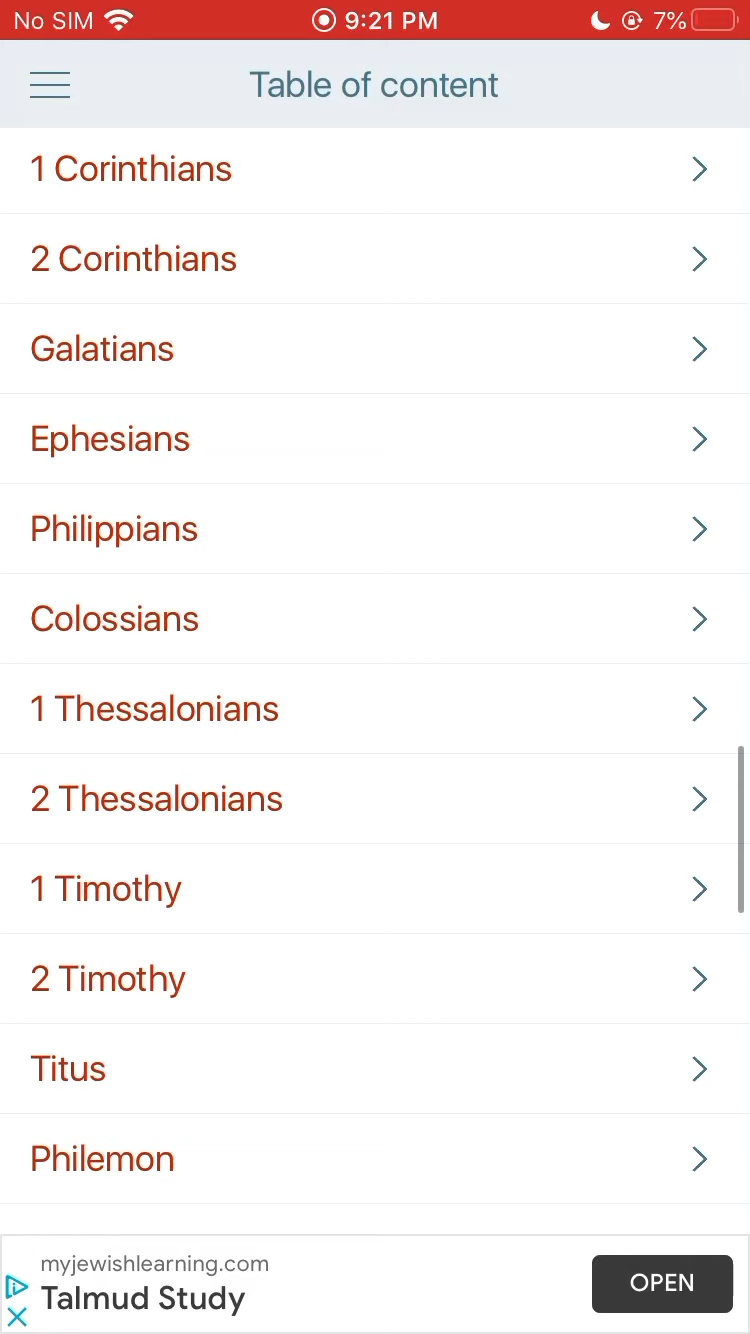 No SIM 9:21 PM 7%
Table of content
1 Corinthians
2 Corinthians
Galatians
Ephesians
Philippians
Colossians
1 Thessalonians
2 Thessalonians
1 Timothy
2 Timothy
Titus
Philemon
myjewishlearning.com
Talmud Study
OPEN